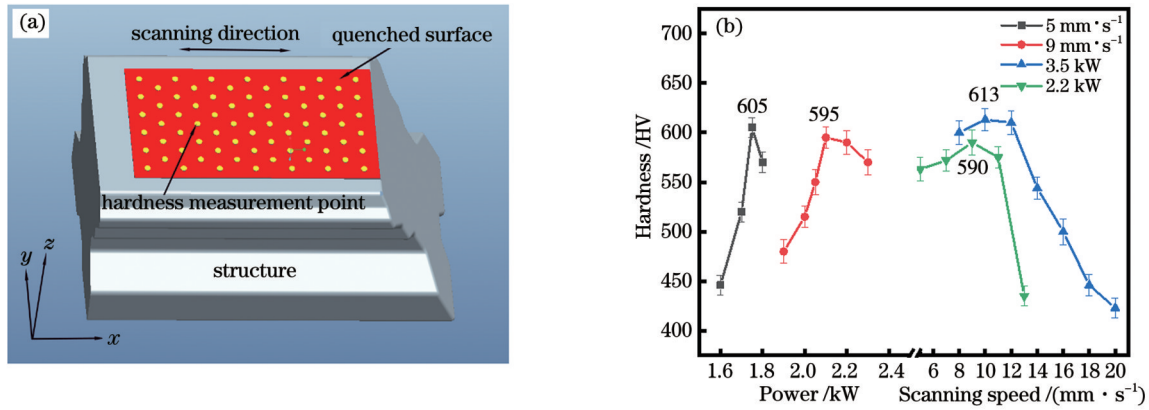 (a)
scanning direction
quenched surface
hardness measurement point
structure
y
z
x
(b)
5 mm·s⁻¹
9 mm·s⁻¹
3.5 kW
2.2 kW
Hardness /HV
700
650
600
550
500
450
400
605
595
613
590
1.6 1.8 2.0 2.2 2.4 6 8 10 12 14 16 18 20
Power /kW Scanning speed /(mm·s⁻¹)